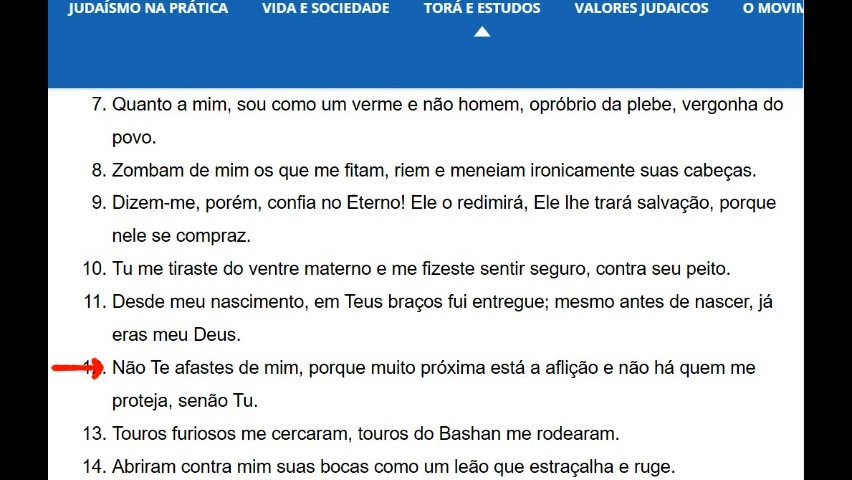 JUDAÍSMO NA PRÁTICA VIDA E SOCIEDADE TORÁ E ESTUDOS VALORES JUDAICOS O MOVIM
7. Quanto a mim, sou como um verme e não homem, opróbrio da plebe, vergonha do
povo.
8. Zombam de mim os que me fitam, riem e meneiam ironicamente suas cabeças.
9. Dizem-me, porém, confia no Eterno! Ele o redimirá, Ele lhe trará salvação, porque
nele se compraz.
10. Tu me tiraste do ventre materno e me fizeste sentir seguro, contra seu peito.
11. Desde meu nascimento, em Teus braços fui entregue; mesmo antes de nascer, já
eras meu Deus.
12. Não Te afastes de mim, porque muito próxima está a aflição e não há quem me
proteja, senão Tu.
13. Touros furiosos me cercaram, touros do Bashan me rodearam.
14. Abriram contra mim suas bocas como um leão que estraçalha e ruge.